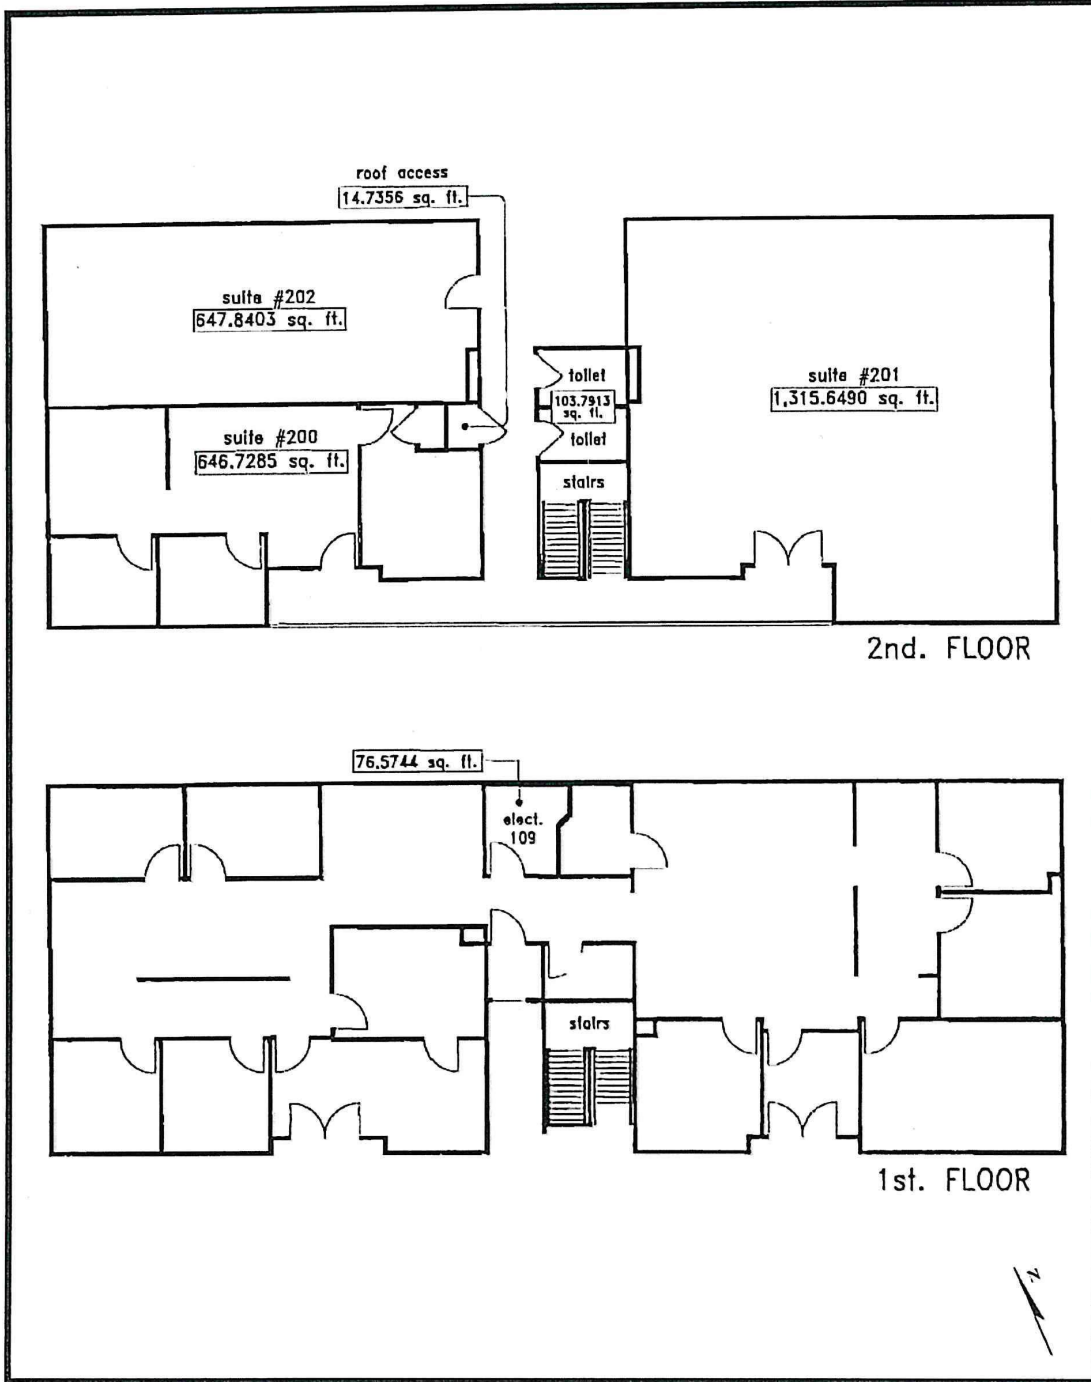 roof access
14.7356 sq. ft.
suite #202
647.8403 sq. ft.
toilet
103.7913
sq. ft.
toilet
suite #201
1,315.6490 sq. ft.
suite #200
646.7285 sq. ft.
stairs
2nd. FLOOR
76.5744 sq. ft.
elect.
109
stairs
1st. FLOOR
N